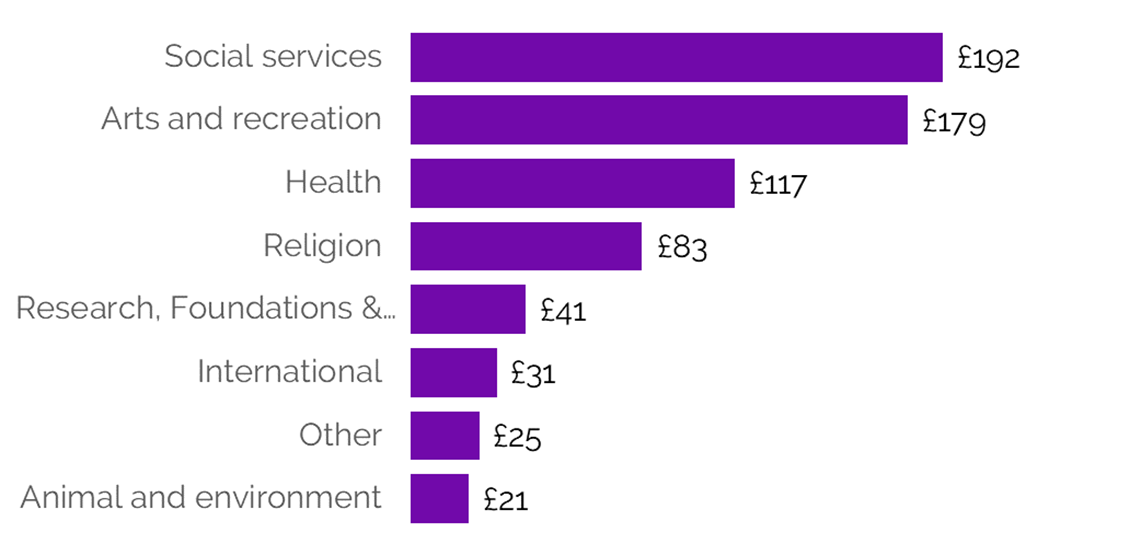 Social services £192
Arts and recreation £179
Health £117
Religion £83
Research, Foundations &… £41
International £31
Other £25
Animal and environment £21